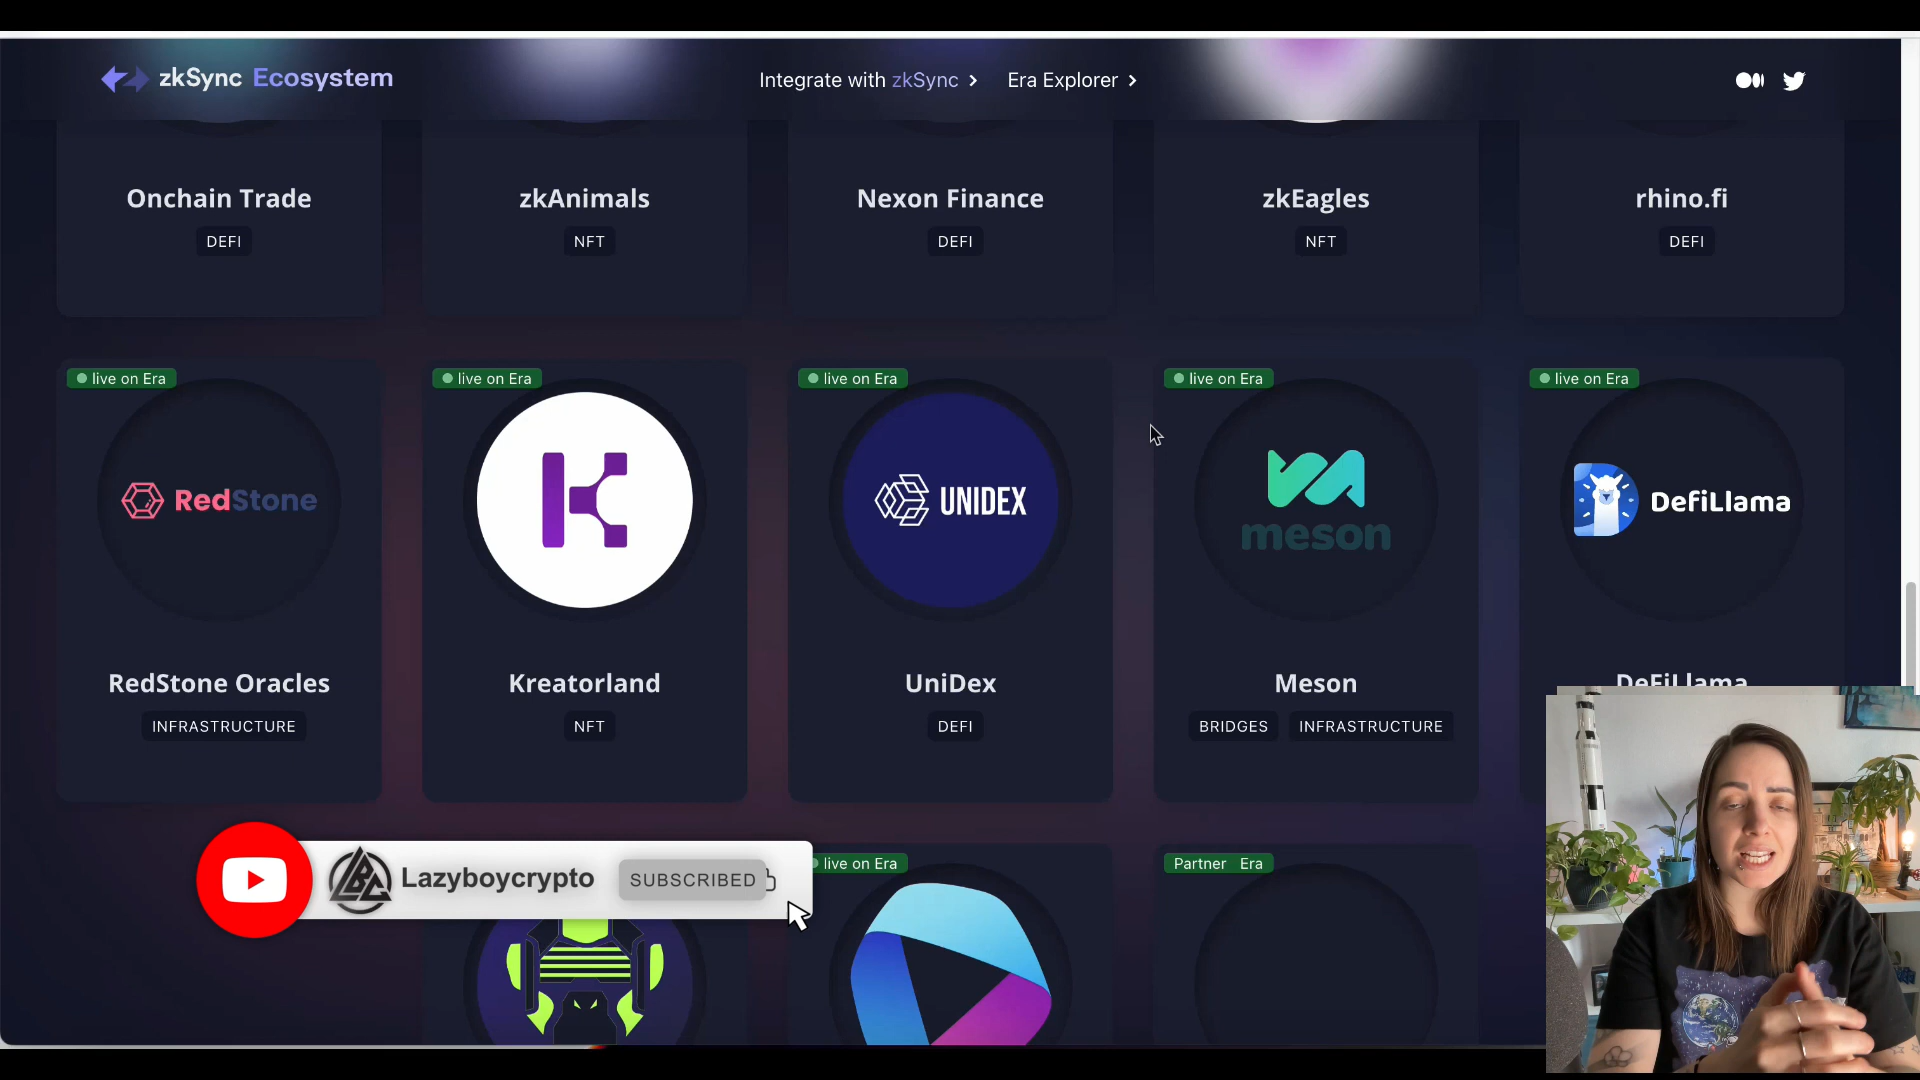 zkSync Ecosystem
Integrate with zkSync
Era Explorer
Onchain Trade
DEFI
zkAnimals
NFT
Nexon Finance
DEFI
zkEagles
NFT
rhino.fi
DEFI
live on Era
RedStone
RedStone Oracles
INFRASTRUCTURE
live on Era
K
Kreatorland
NFT
live on Era
UNIDEX
UniDex
DEFI
live on Era
meson
Meson
BRIDGES INFRASTRUCTURE
live on Era
DefiLlama
DeFiLlama
LBC
Lazyboycrypto
SUBSCRIBED
live on Era
Partner Era